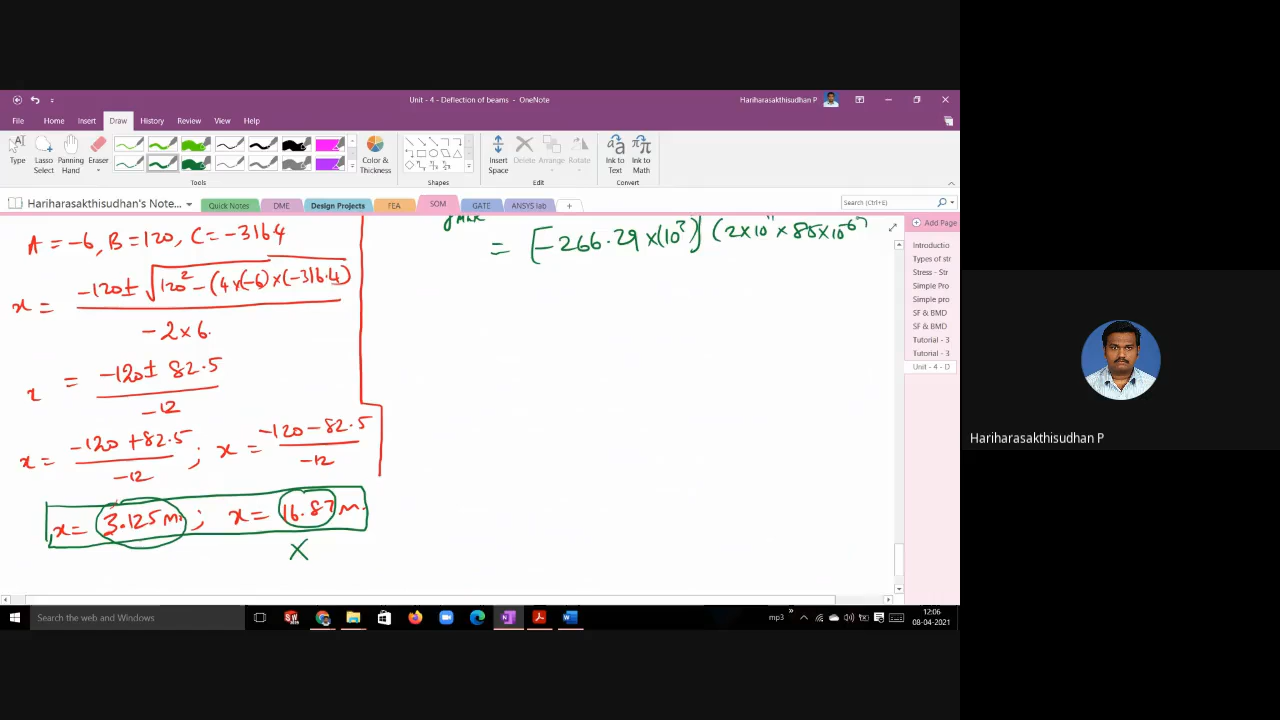 Unit - 4 - Deflection of beams - OneNote
Hariharasakthisudhan P
File Home Insert Draw History Review View Help
Type
Lasso Select
Panning Hand
Eraser
Color & Thickness
Insert Space
Delete
Arrange
Rotate
Ink to Text
Ink to Math
Tools
Shapes
Edit
Convert
Hariharasakthisudhan's Note...
Quick Notes DME Design Projects FEA SOM GATE ANSYS lab +
Search (Ctrl+E)
Add Page
Introductio
Types of str
Stress - Str
Simple Pro
Simple pro
SF & BMD
SF & BMD
Tutorial - 3
Tutorial - 3
Unit - 4 - D
A = -6, B = 120, C = -316.4
x = -120 ± √120² - (4×(-6)×(-316.4)
-2×6.
x = -120 ± 82.5
-12
x = -120 + 82.5 ; x = -120 - 82.5
-12 -12
x = 3.125 m ; x = 16.87 m.
X
= [-266.29 × (10³)] (2×10¹¹ × 85×10⁻⁶)
Hariharasakthisudhan P
Search the web and Windows
mp3
12:06
08-04-2021